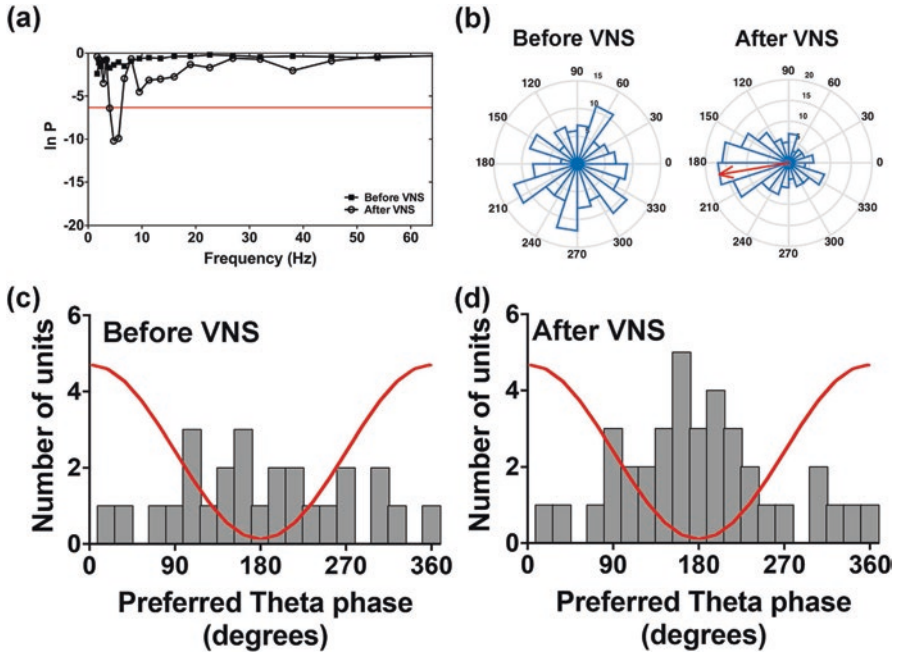 (a)
0
-5
-10
-15
-20
ln P
0 10 20 30 40 50 60
Frequency (Hz)
Before VNS
After VNS
(b)
Before VNS
90
120 15 60
10
150 30
180 0
210 330
240 300
270
After VNS
90
120 20 60
15
150 10 30
5
180 0
210 330
240 300
270
(c)
Before VNS
6
4
2
0
Number of units
0 90 180 270 360
Preferred Theta phase
(degrees)
(d)
After VNS
6
4
2
0
Number of units
0 90 180 270 360
Preferred Theta phase
(degrees)